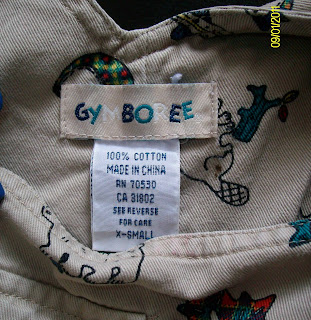 09/01/2011
GYMBOREE
100% COTTON
MADE IN CHINA
RN 70530
CA 31802
SEE REVERSE
FOR CARE
X-SMALL